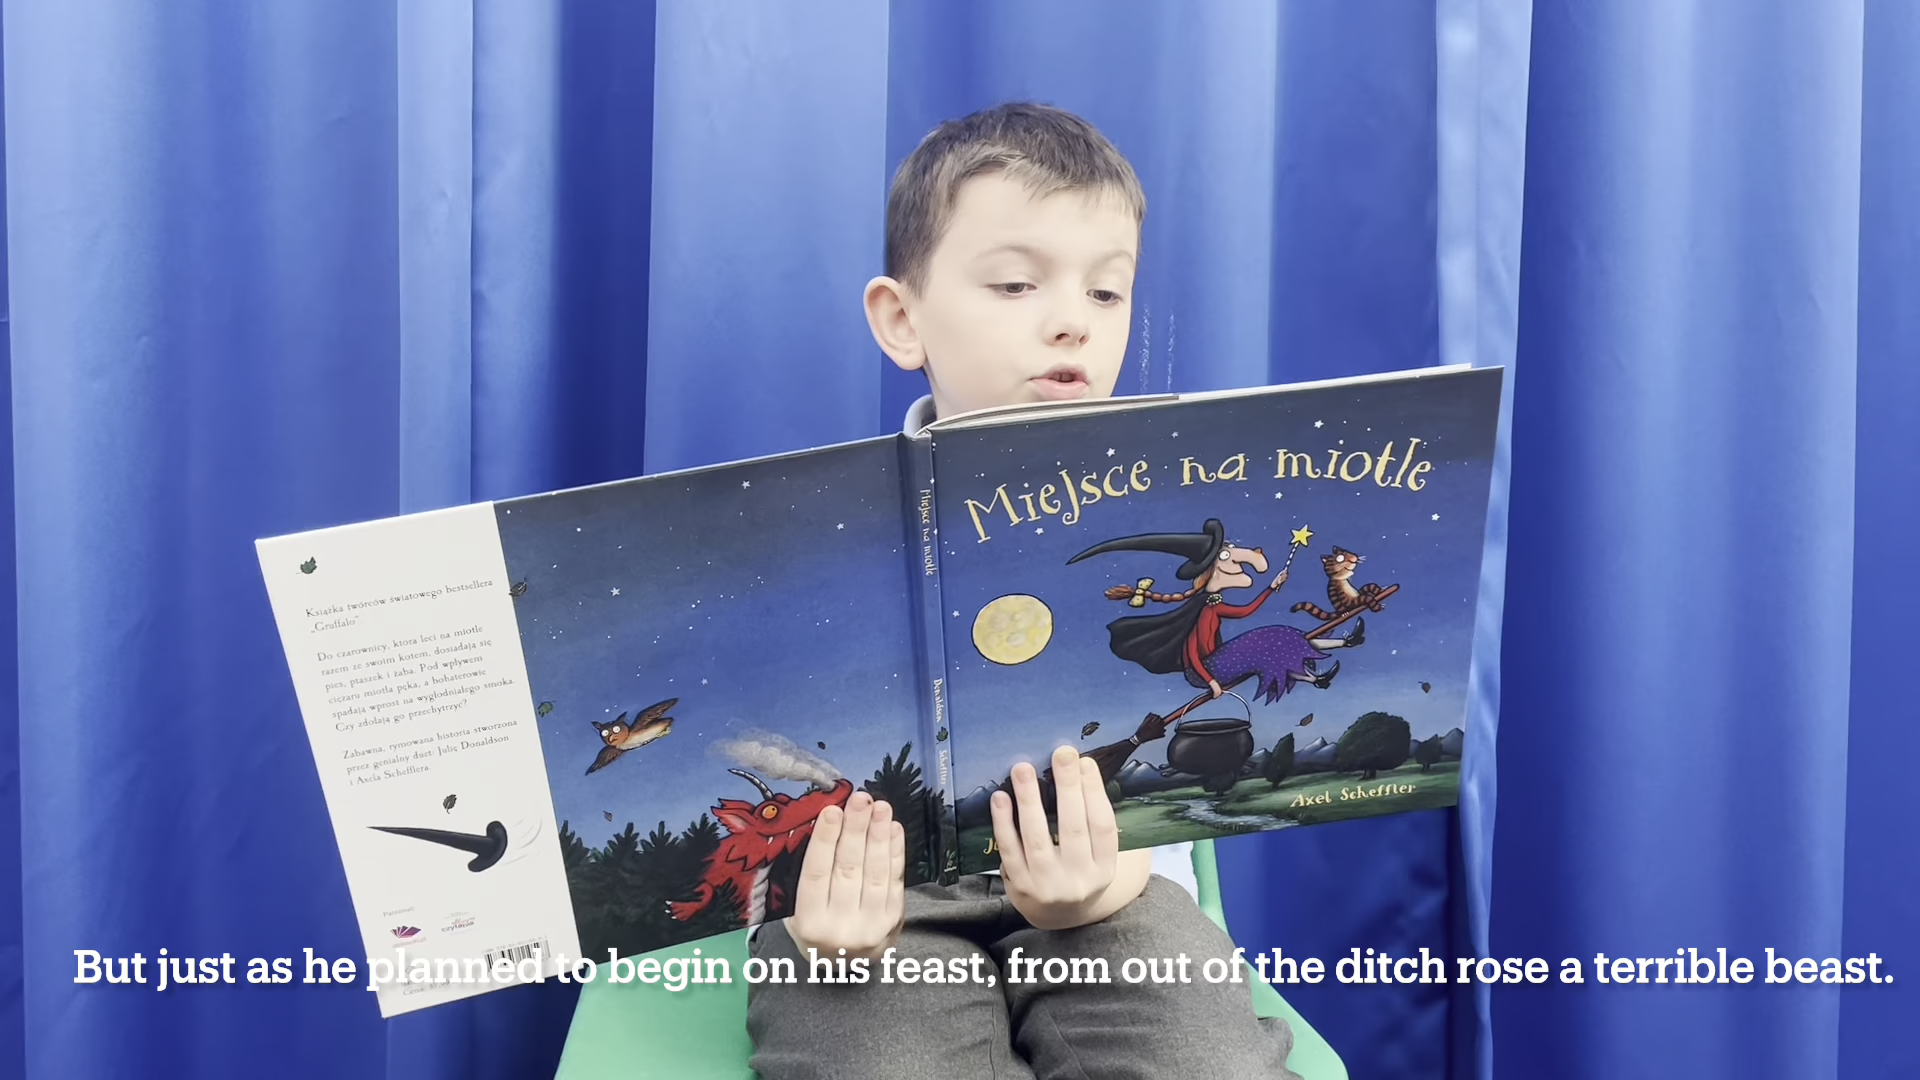 Miejsce na miotle
Axel Scheffler
Miejsce na miotle
Donaldson
Scheffler
Książka twórców światowego bestsellera
„Gruffalo”
Do czarownicy, która leci na miotle
razem ze swoim kotem, dosiadają się
pies, ptaszek i żaba. Pod wpływem
ciężaru miotła pęka, a bohaterowie
spadają wprost na wygłodniałego smoka.
Czy zdołają go przechytrzyć?
Zabawna, rymowana historia stworzona
przez genialny duet: Julię Donaldson
i Axela Schefflera.
Patronat:
But just as he planned to begin on his feast, from out of the ditch rose a terrible beast.